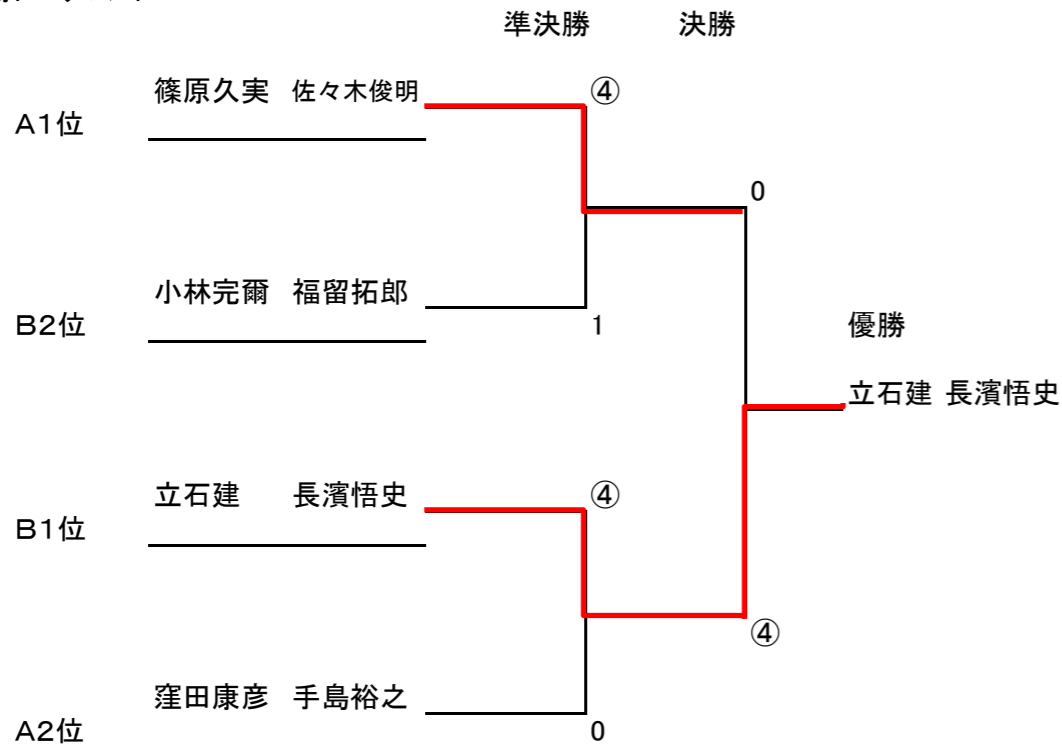 準決勝 決勝
篠原久実 佐々木俊明 ④
A1位
0
小林完爾 福留拓郎
B2位 1 優勝
立石建 長濱悟史
立石建 長濱悟史 ④
B1位
④
窪田康彦 手島裕之
A2位 0